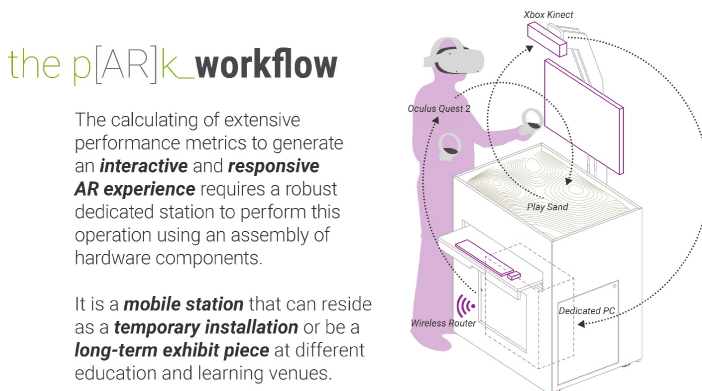 the p[AR]k_workflow
The calculating of extensive
performance metrics to generate
an interactive and responsive
AR experience requires a robust
dedicated station to perform this
operation using an assembly of
hardware components.
It is a mobile station that can reside
as a temporary installation or be a
long-term exhibit piece at different
education and learning venues.
Xbox Kinect
Oculus Quest 2
Play Sand
Wireless Router
Dedicated PC